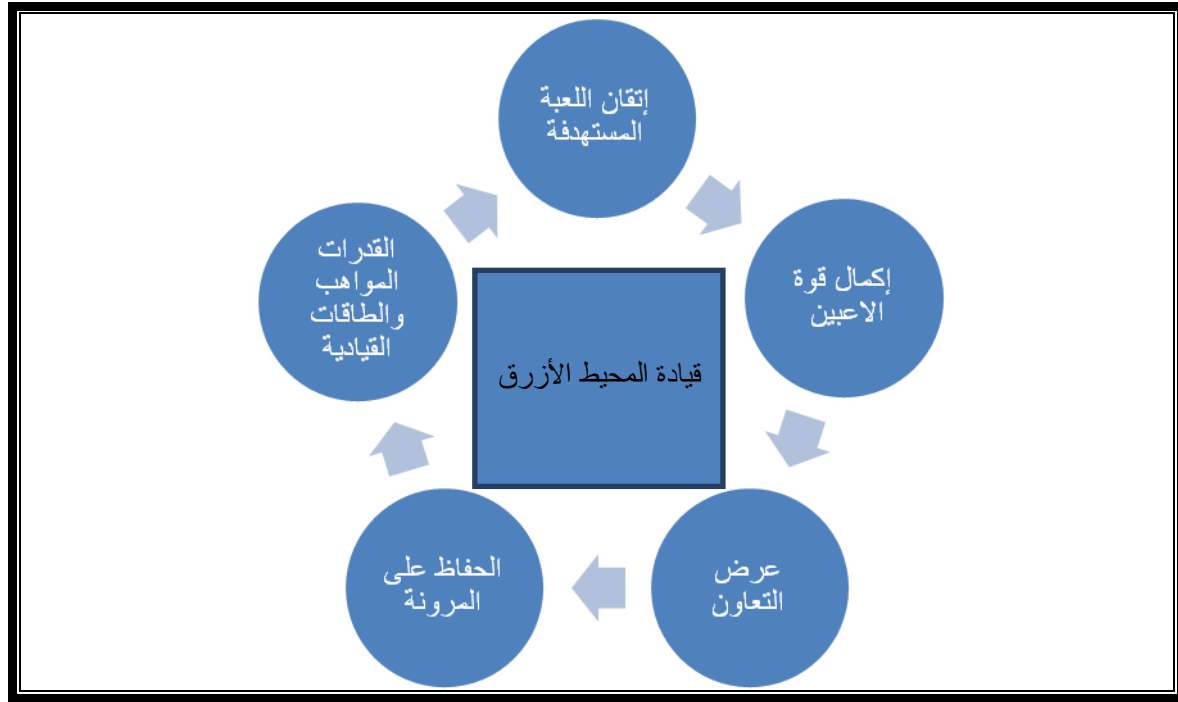 إتقان اللعبة
المستهدفة
إكمال قوة
الاعبين
عرض
التعاون
الحفاظ على
المرونة
القدرات
المواهب
والطاقات
القيادية
قيادة المحيط الأزرق